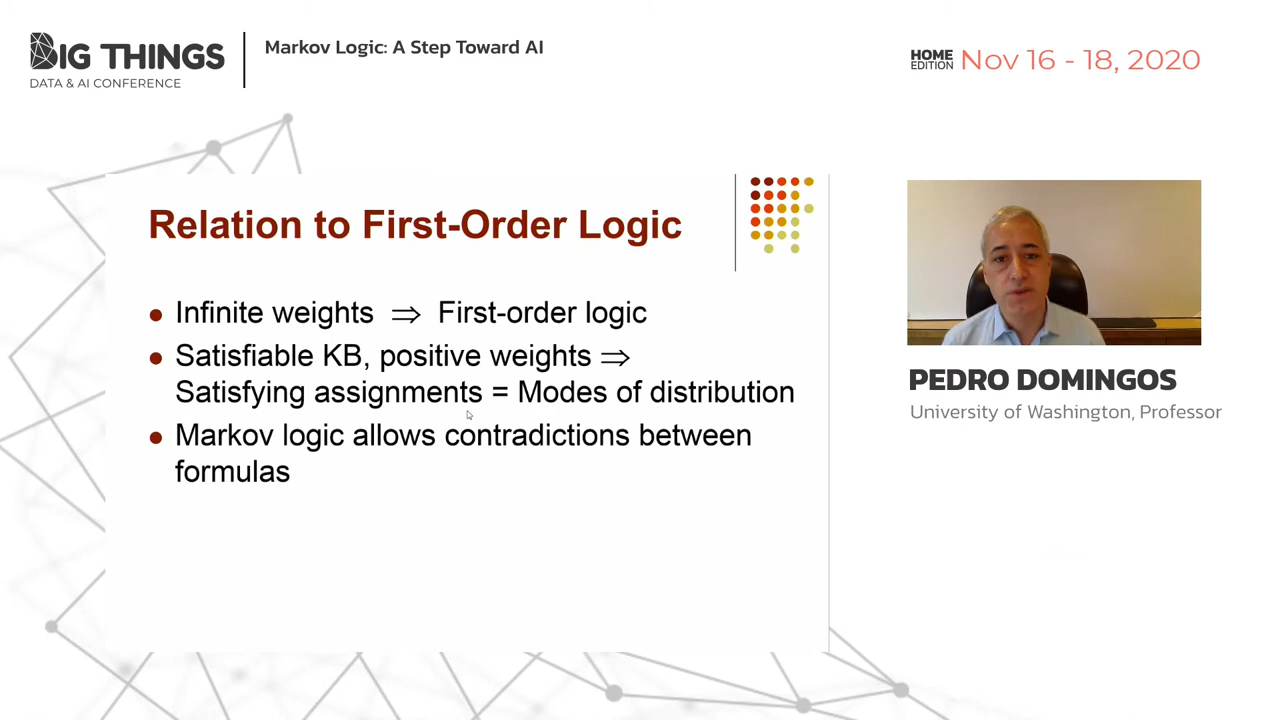 BIG THINGS
DATA & AI CONFERENCE
Markov Logic: A Step Toward AI
HOME
EDITION
Nov 16 - 18, 2020
Relation to First-Order Logic
• Infinite weights ⇒ First-order logic
• Satisfiable KB, positive weights ⇒
Satisfying assignments = Modes of distribution
• Markov logic allows contradictions between
formulas
PEDRO DOMINGOS
University of Washington, Professor